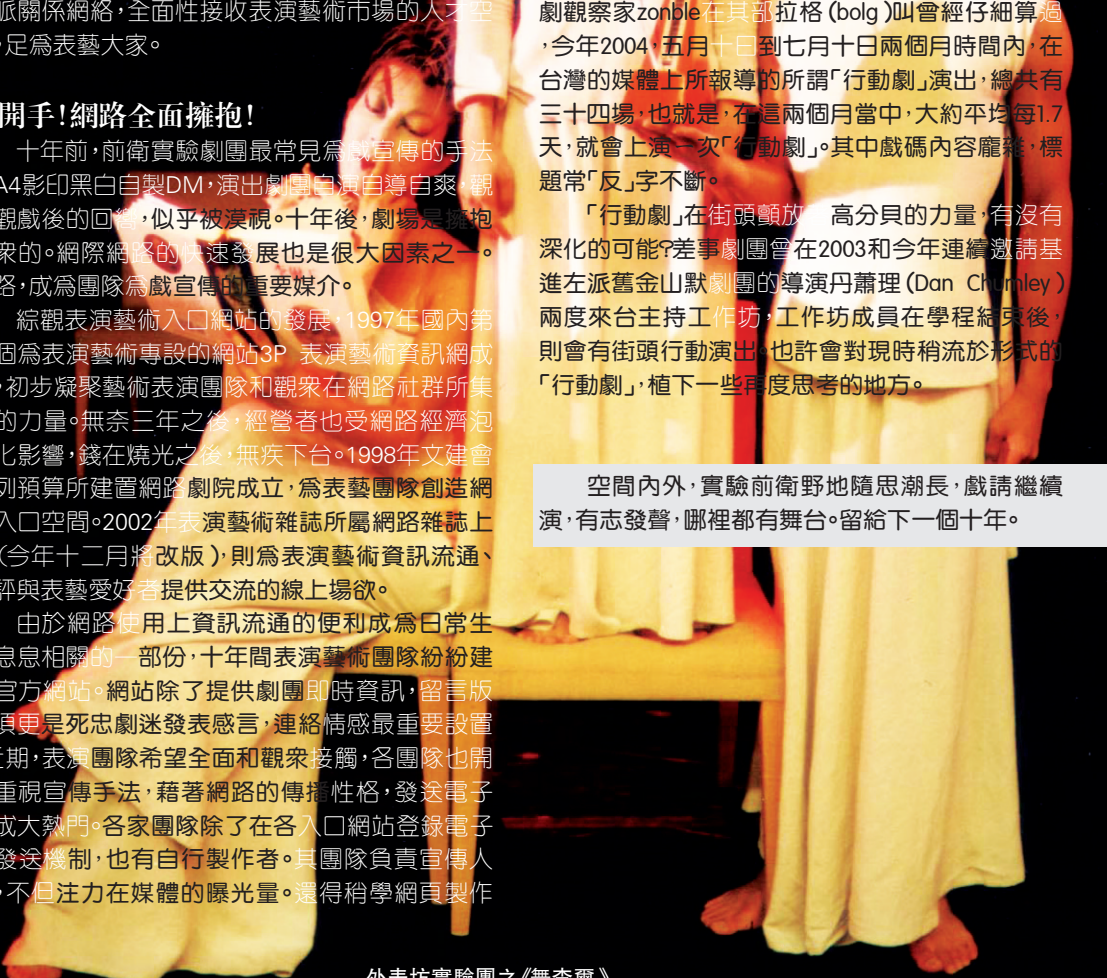 脈關係網絡，全面性接收表演藝術市場的人才空
，足為表藝大家。
開手！網路全面擁抱！
十年前，前衛實驗劇團最常見為戲宣傳的手法
A4影印黑白自製DM，演出劇團自演自導自爽，觀
觀戲後的回響，似乎被漠視。十年後，劇場是擁抱
眾的。網際網路的快速發展也是很大因素之一。
路，成為團隊為戲宣傳的重要媒介。
綜觀表演藝術入口網站的發展，1997年國內第
個為表演藝術專設的網站3P 表演藝術資訊網成
，初步凝聚藝術表演團隊和觀眾在網路社群所集
的力量。無奈三年之後，經營者也受網路經濟泡
化影響，錢在燒光之後，無疾下台。1998年文建會
列預算所建置網路劇院成立，為表藝團隊創造網
入口空間。2002年表演藝術雜誌所屬網路雜誌上
（今年十二月將改版），則為表演藝術資訊流通、
評與表藝愛好者提供交流的線上場欲。
由於網路使用上資訊流通的便利成為日常生
息息相關的一部份，十年間表演藝術團隊紛紛建
官方網站。網站除了提供劇團即時資訊，留言版
項更是死忠劇迷發表感言，連絡情感最重要設置
近期，表演團隊希望全面和觀眾接觸，各團隊也開
重視宣傳手法，藉著網路的傳播性格，發送電子
成大熱門。各家團隊除了在各入口網站登錄電子
發送機制，也有自行製作者。其團隊負責宣傳人
，不但注力在媒體的曝光量。還得稍學網頁製作
劇觀察家zonble在其部拉格(bolg)叫曾經仔細算過
，今年2004，五月十日到七月十日兩個月時間內，在
台灣的媒體上所報導的所謂「行動劇」演出，總共有
三十四場，也就是，在這兩個月當中，大約平均每1.7
天，就會上演一次「行動劇」。其中戲碼內容龐雜，標
題常「反」字不斷。
「行動劇」在街頭顫放 高分貝的力量，有沒有
深化的可能？差事劇團曾在2003和今年連續邀請基
進左派舊金山默劇團的導演丹蕭理(Dan Chumley)
兩度來台主持工作坊，工作坊成員在學程結束後，
則會有街頭行動演出。也許會對現時稍流於形式的
「行動劇」，植下一些再度思考的地方。
空間內外，實驗前衛野地隨思潮長，戲請繼續
演，有志發聲，哪裡都有舞台。留給下一個十年。
外表坊實驗團之《無李爾》